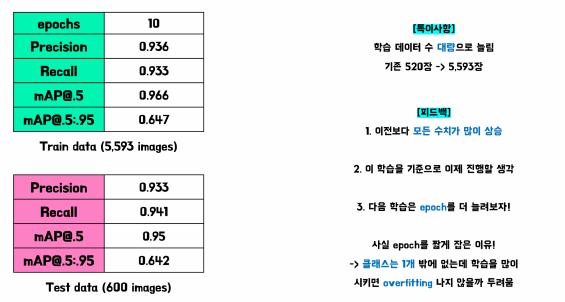 epochs 10
Precision 0.936
Recall 0.933
mAP@.5 0.966
mAP@.5:.95 0.647
Train data (5,593 images)
Precision 0.933
Recall 0.941
mAP@.5 0.95
mAP@.5:.95 0.642
Test data (600 images)
[특이사항]
학습 데이터 수 대량으로 늘림
기존 520장 -> 5,593장
[피드백]
1. 이전보다 모든 수치가 많이 상승
2. 이 학습을 기준으로 이제 진행할 생각
3. 다음 학습은 epoch를 더 늘려보자!
사실 epoch를 짧게 잡은 이유!
-> 클래스는 1개 밖에 없는데 학습을 많이
시키면 overfitting 나지 않을까 두려움